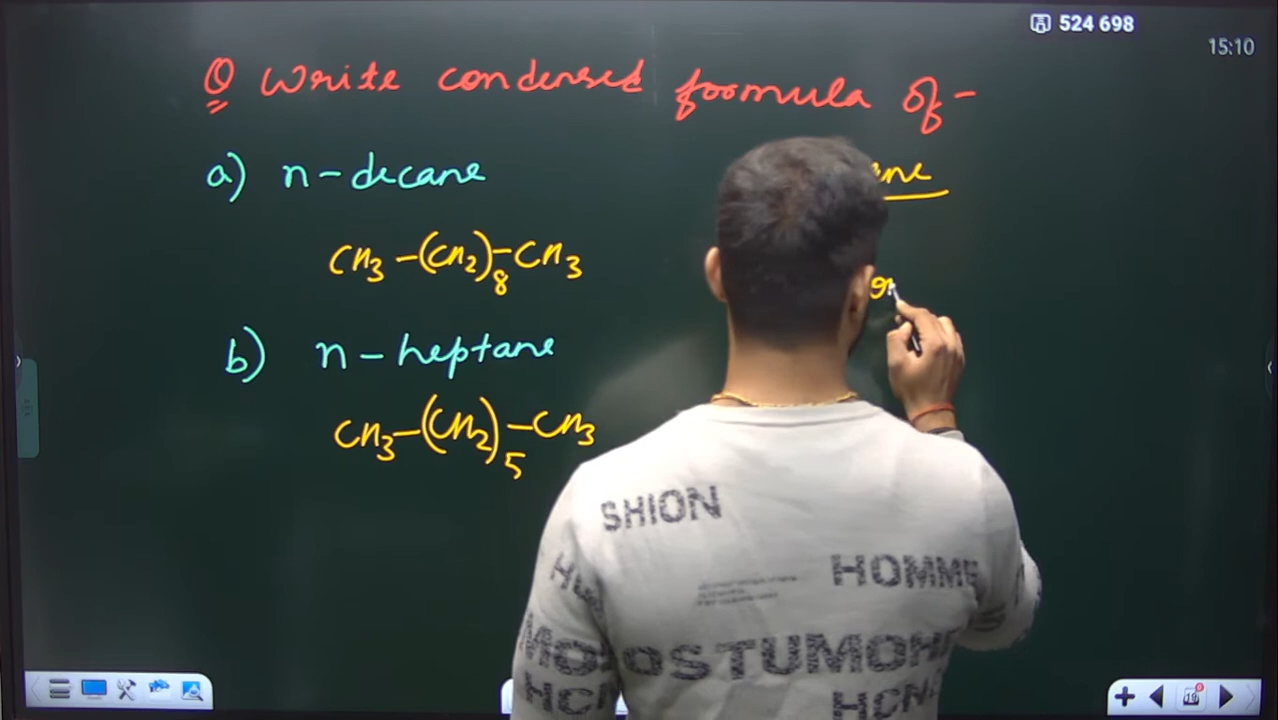 524 698
15:10
Q Write condensed formula of-
a) n-decane
CH3-(CH2)8-CH3
b) n-heptane
CH3-(CH2)5-CH3
SHION
HOMME